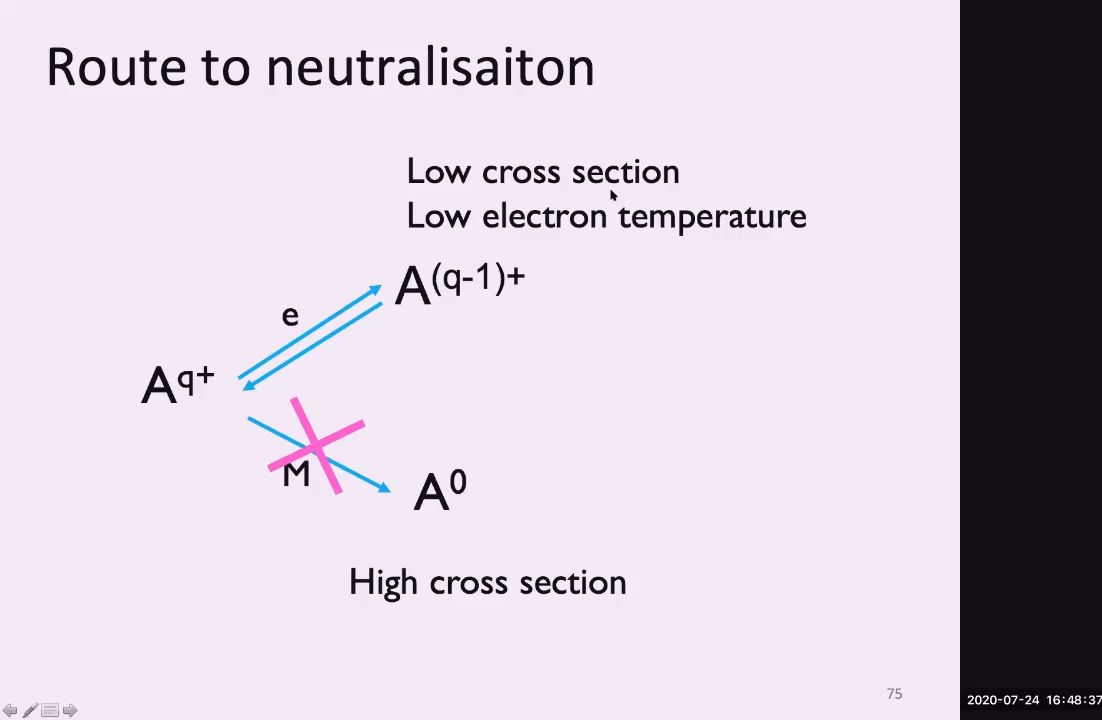 Route to neutralisaiton
Low cross section
Low electron temperature
A(q-1)+
e
Aq+
M
A0
High cross section
75
2020-07-24 16:48:37